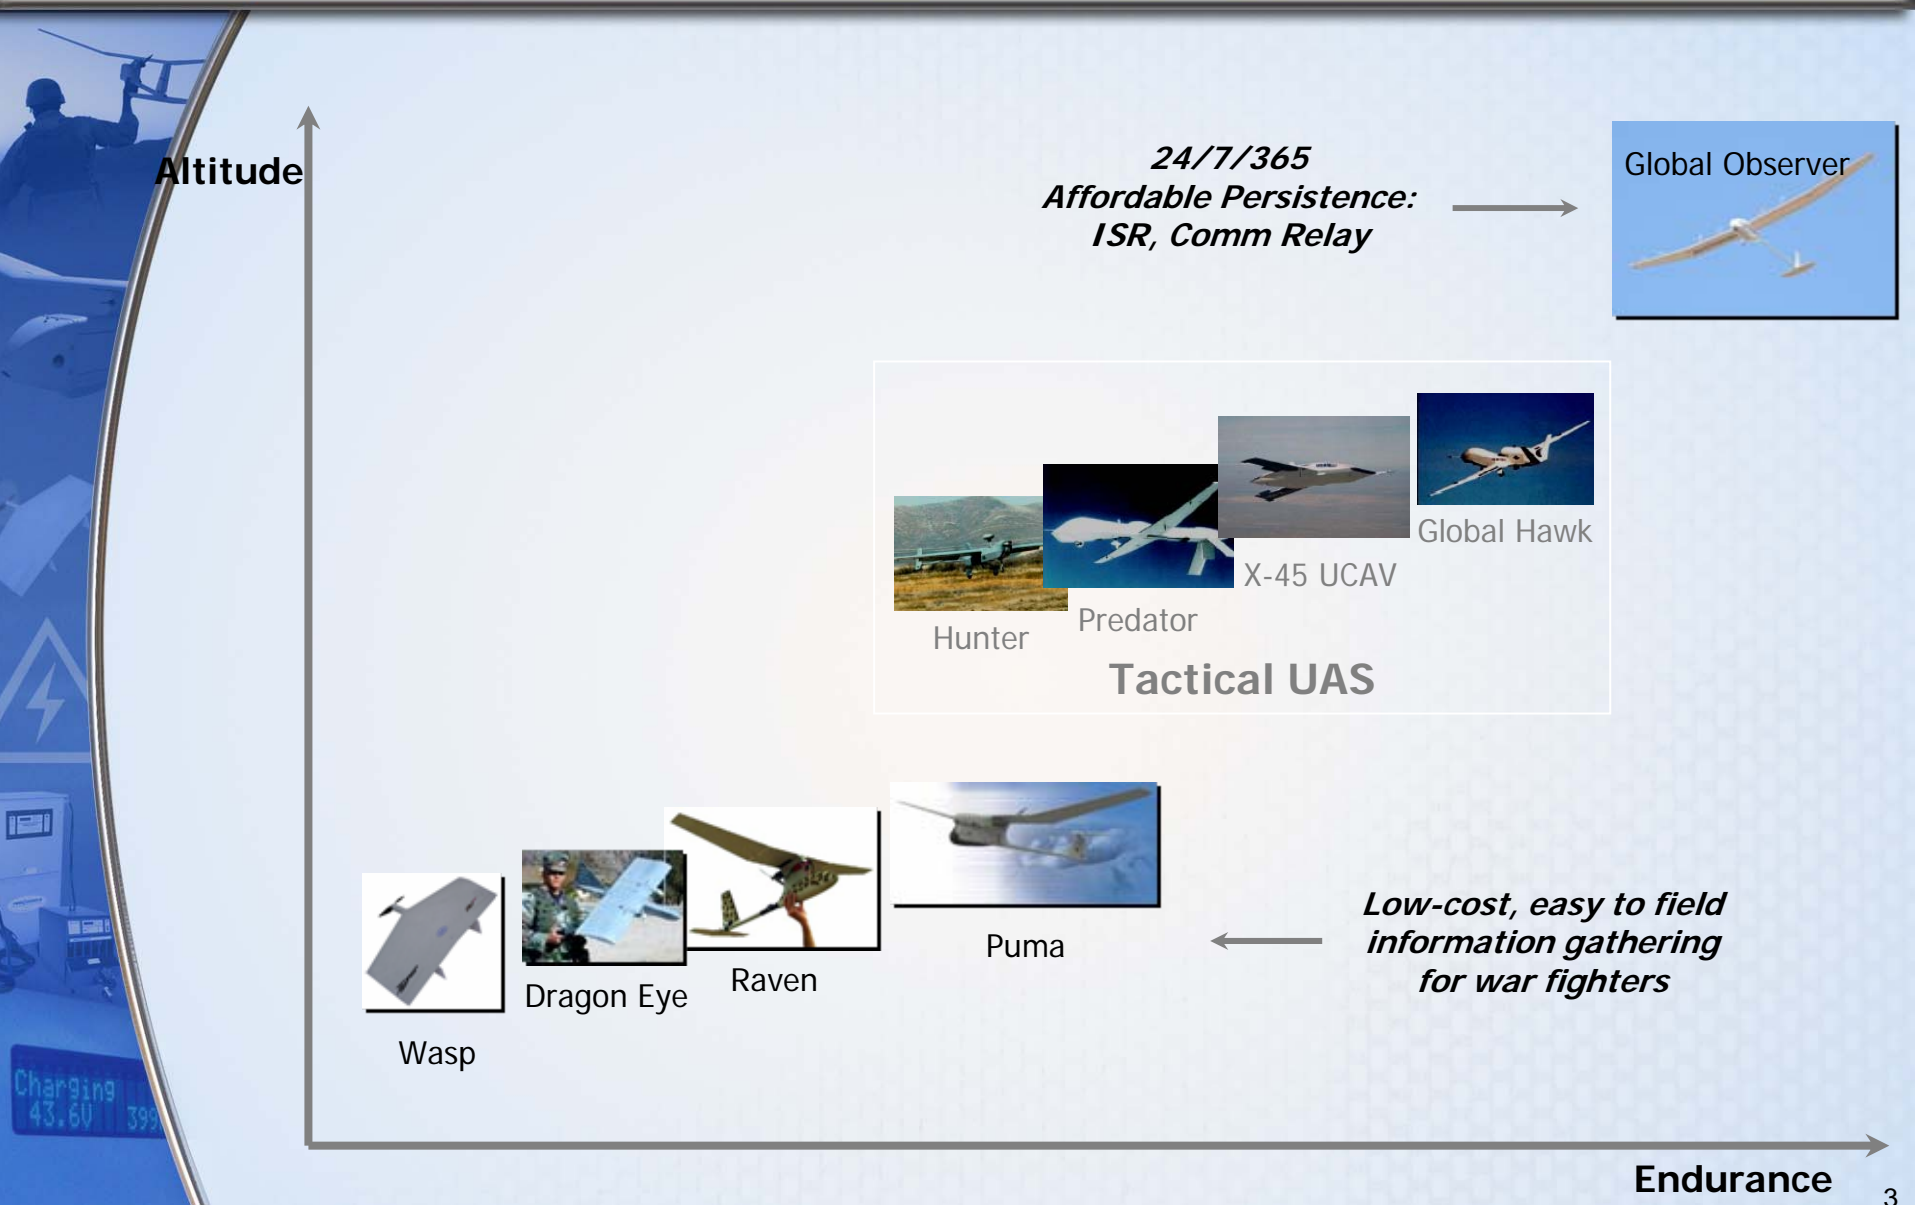 Altitude
24/7/365
Affordable Persistence:
ISR, Comm Relay
Global Observer
Global Hawk
X-45 UCAV
Predator
Hunter
Tactical UAS
Puma
Raven
Dragon Eye
Wasp
Low-cost, easy to field
information gathering
for war fighters
Charging
43.6V 399
Endurance
3